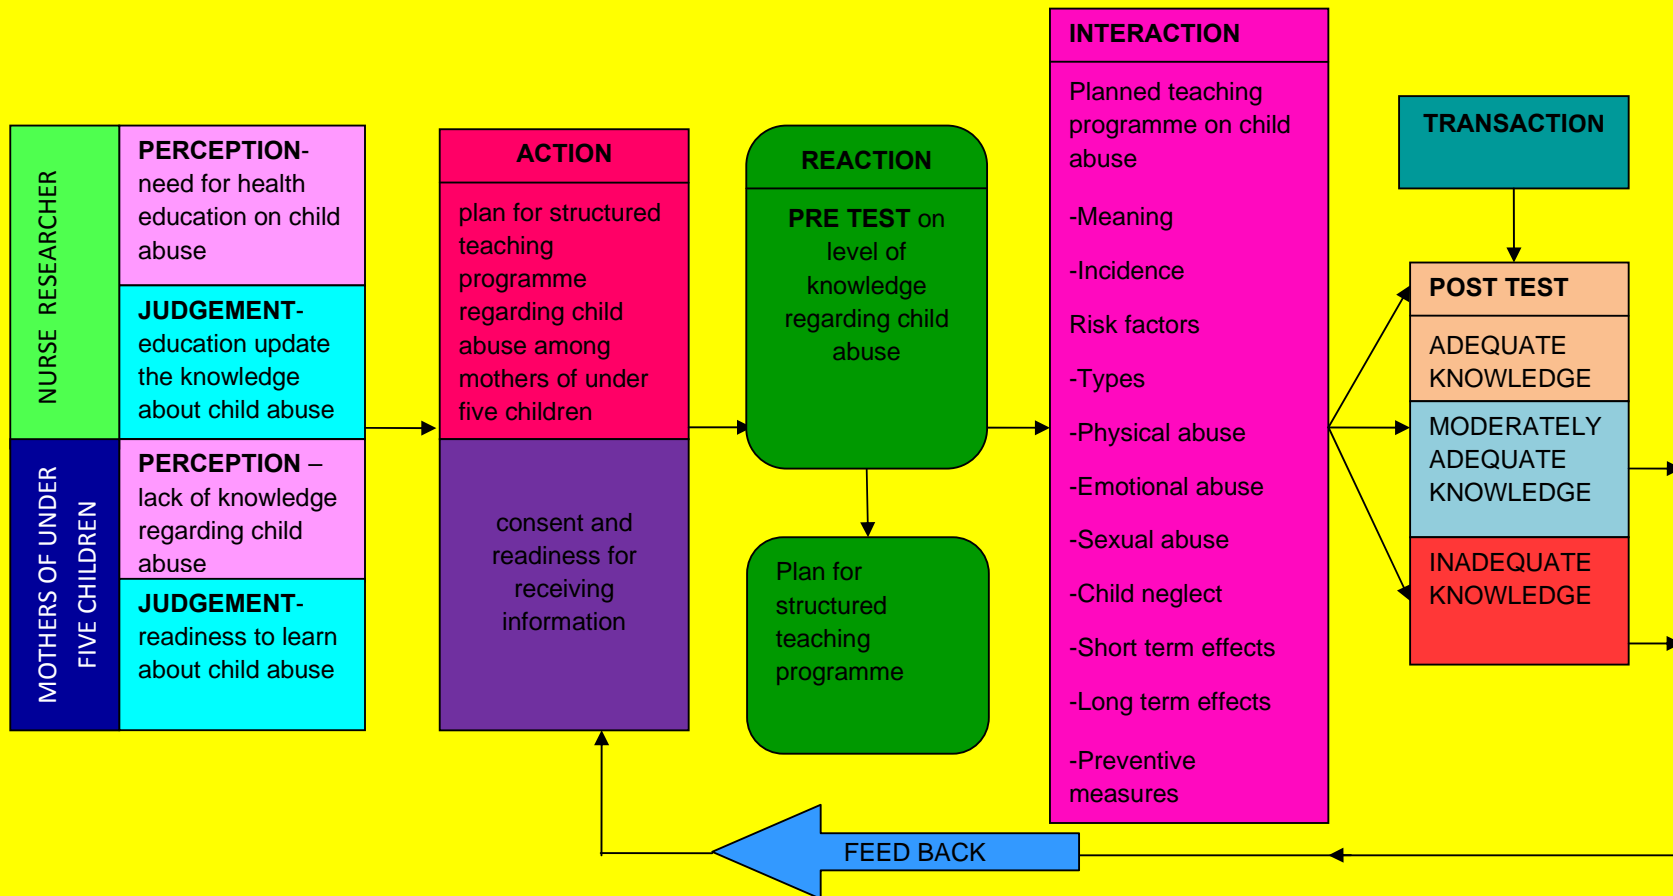 NURSE RESEARCHER
PERCEPTION-
need for health
education on child
abuse
JUDGEMENT-
education update
the knowledge
about child abuse
MOTHERS OF UNDER
FIVE CHILDREN
PERCEPTION –
lack of knowledge
regarding child
abuse
JUDGEMENT-
readiness to learn
about child abuse
ACTION
plan for structured
teaching
programme
regarding child
abuse among
mothers of under
five children
consent and
readiness for
receiving
information
REACTION
PRE TEST on
level of
knowledge
regarding child
abuse
Plan for
structured
teaching
programme
INTERACTION
Planned teaching
programme on child
abuse
-Meaning
-Incidence
Risk factors
-Types
-Physical abuse
-Emotional abuse
-Sexual abuse
-Child neglect
-Short term effects
-Long term effects
-Preventive
measures
TRANSACTION
POST TEST
ADEQUATE
KNOWLEDGE
MODERATELY
ADEQUATE
KNOWLEDGE
INADEQUATE
KNOWLEDGE
FEED BACK